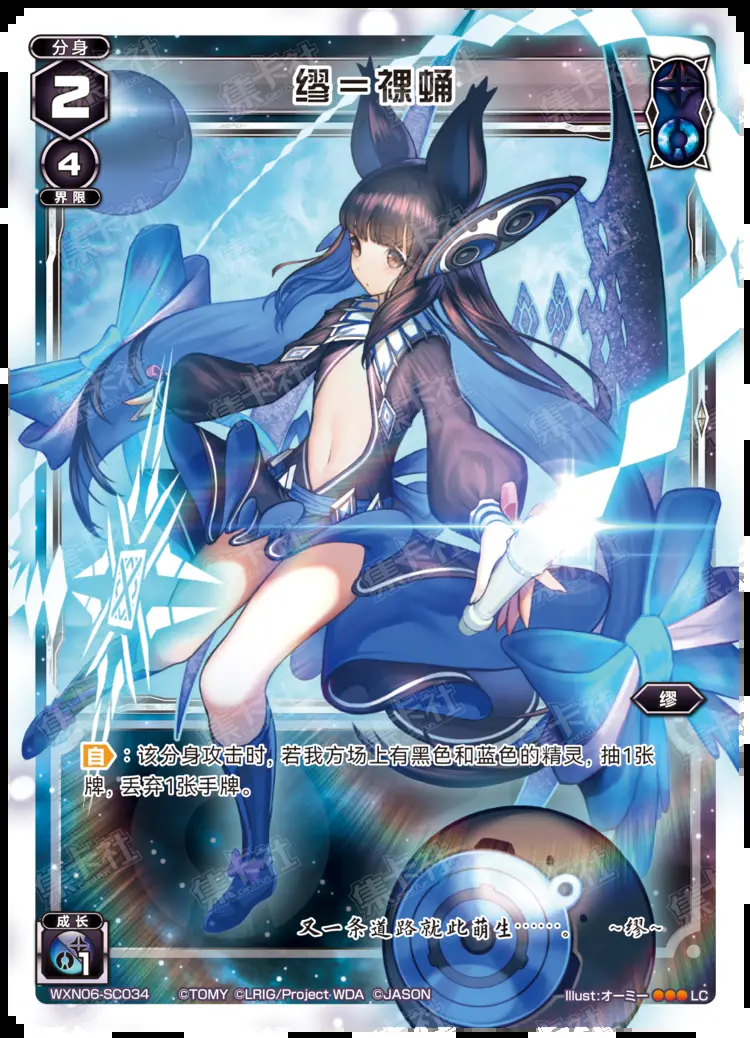 分身
2
缪＝裸蛹
4
界限
缪
自：该分身攻击时，若我方场上有黑色和蓝色的精灵，抽1张
牌，丢弃1张手牌。
又一条道路就此萌生……。 ~缪~
成长
1
WXN06-SC034 ©TOMY ©LRIG/Project WDA ©JASON Illust:オーミー LC
集卡社